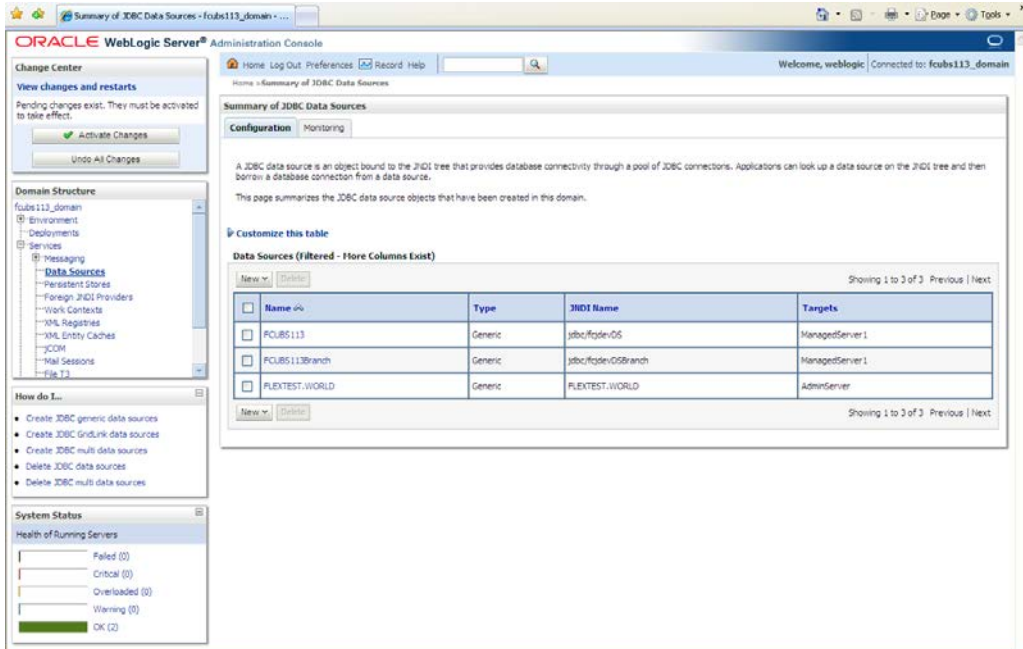 Summary of JDBC Data Sources - fcubs113_domain - ...
Page
Tools
ORACLE WebLogic Server® Administration Console
Change Center
View changes and restarts
Pending changes exist. They must be activated
to take effect.
Activate Changes
Undo All Changes
Domain Structure
fcubs113_domain
Environment
Deployments
Services
Messaging
Data Sources
Persistent Stores
Foreign JNDI Providers
Work Contexts
XML Registries
XML Entity Caches
jCOM
Mail Sessions
File T3
How do I...
Create JDBC generic data sources
Create JDBC GridLink data sources
Create JDBC multi data sources
Delete JDBC data sources
Delete JDBC multi data sources
System Status
Health of Running Servers
Failed (0)
Critical (0)
Overloaded (0)
Warning (0)
OK (2)
Home Log Out Preferences Record Help
Welcome, weblogic Connected to: fcubs113_domain
Home >Summary of JDBC Data Sources
Summary of JDBC Data Sources
Configuration Monitoring
A JDBC data source is an object bound to the JNDI tree that provides database connectivity through a pool of JDBC connections. Applications can look up a data source on the JNDI tree and then
borrow a database connection from a data source.
This page summarizes the JDBC data source objects that have been created in this domain.
Customize this table
Data Sources (Filtered - More Columns Exist)
New Delete Showing 1 to 3 of 3 Previous | Next
Name Type JNDI Name Targets
FCUBS113 Generic jdbc/fcjdevDS ManagedServer1
FCUBS113Branch Generic jdbc/fcjdevDSBranch ManagedServer1
FLEXTEST.WORLD Generic FLEXTEST.WORLD AdminServer
New Delete Showing 1 to 3 of 3 Previous | Next